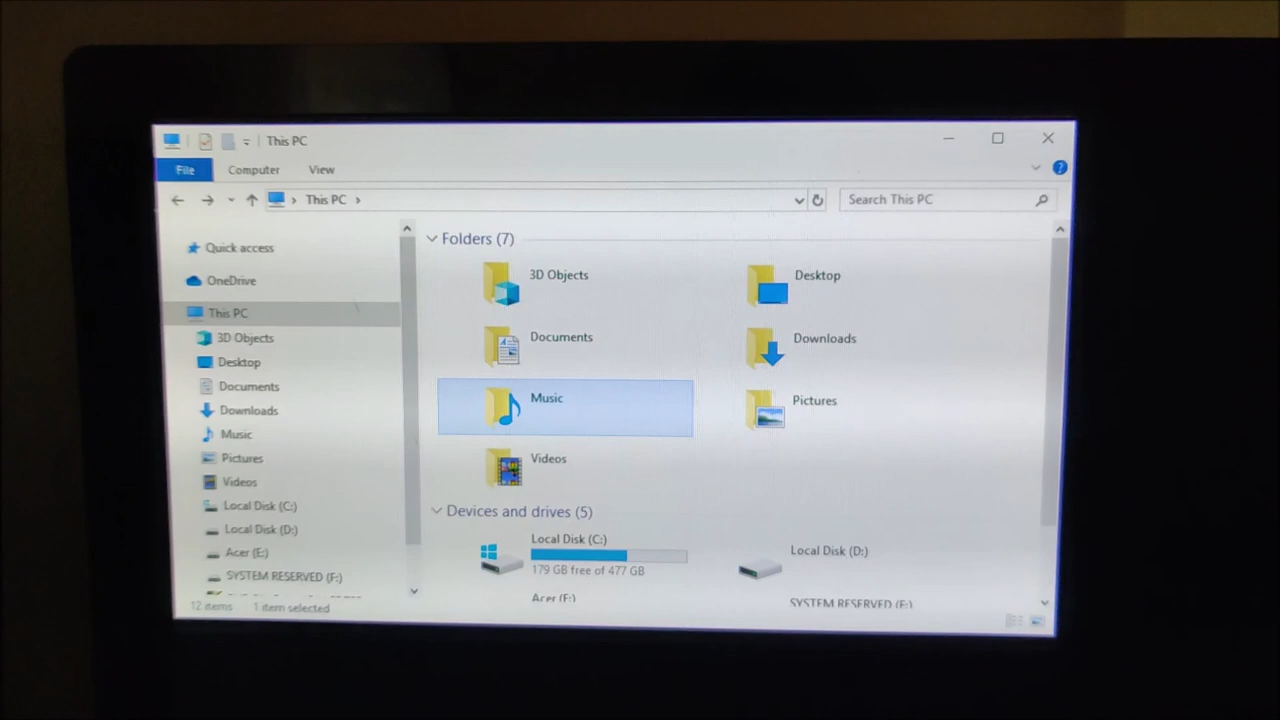 This PC
File Computer View
This PC
Search This PC
Quick access
OneDrive
This PC
3D Objects
Desktop
Documents
Downloads
Music
Pictures
Videos
Local Disk (C:)
Local Disk (D:)
Acer (E:)
SYSTEM RESERVED (F:)
Folders (7)
3D Objects
Desktop
Documents
Downloads
Music
Pictures
Videos
Devices and drives (5)
Local Disk (C:)
179 GB free of 477 GB
Local Disk (D:)
Acer (E:)
SYSTEM RESERVED (F:)
12 items 1 item selected